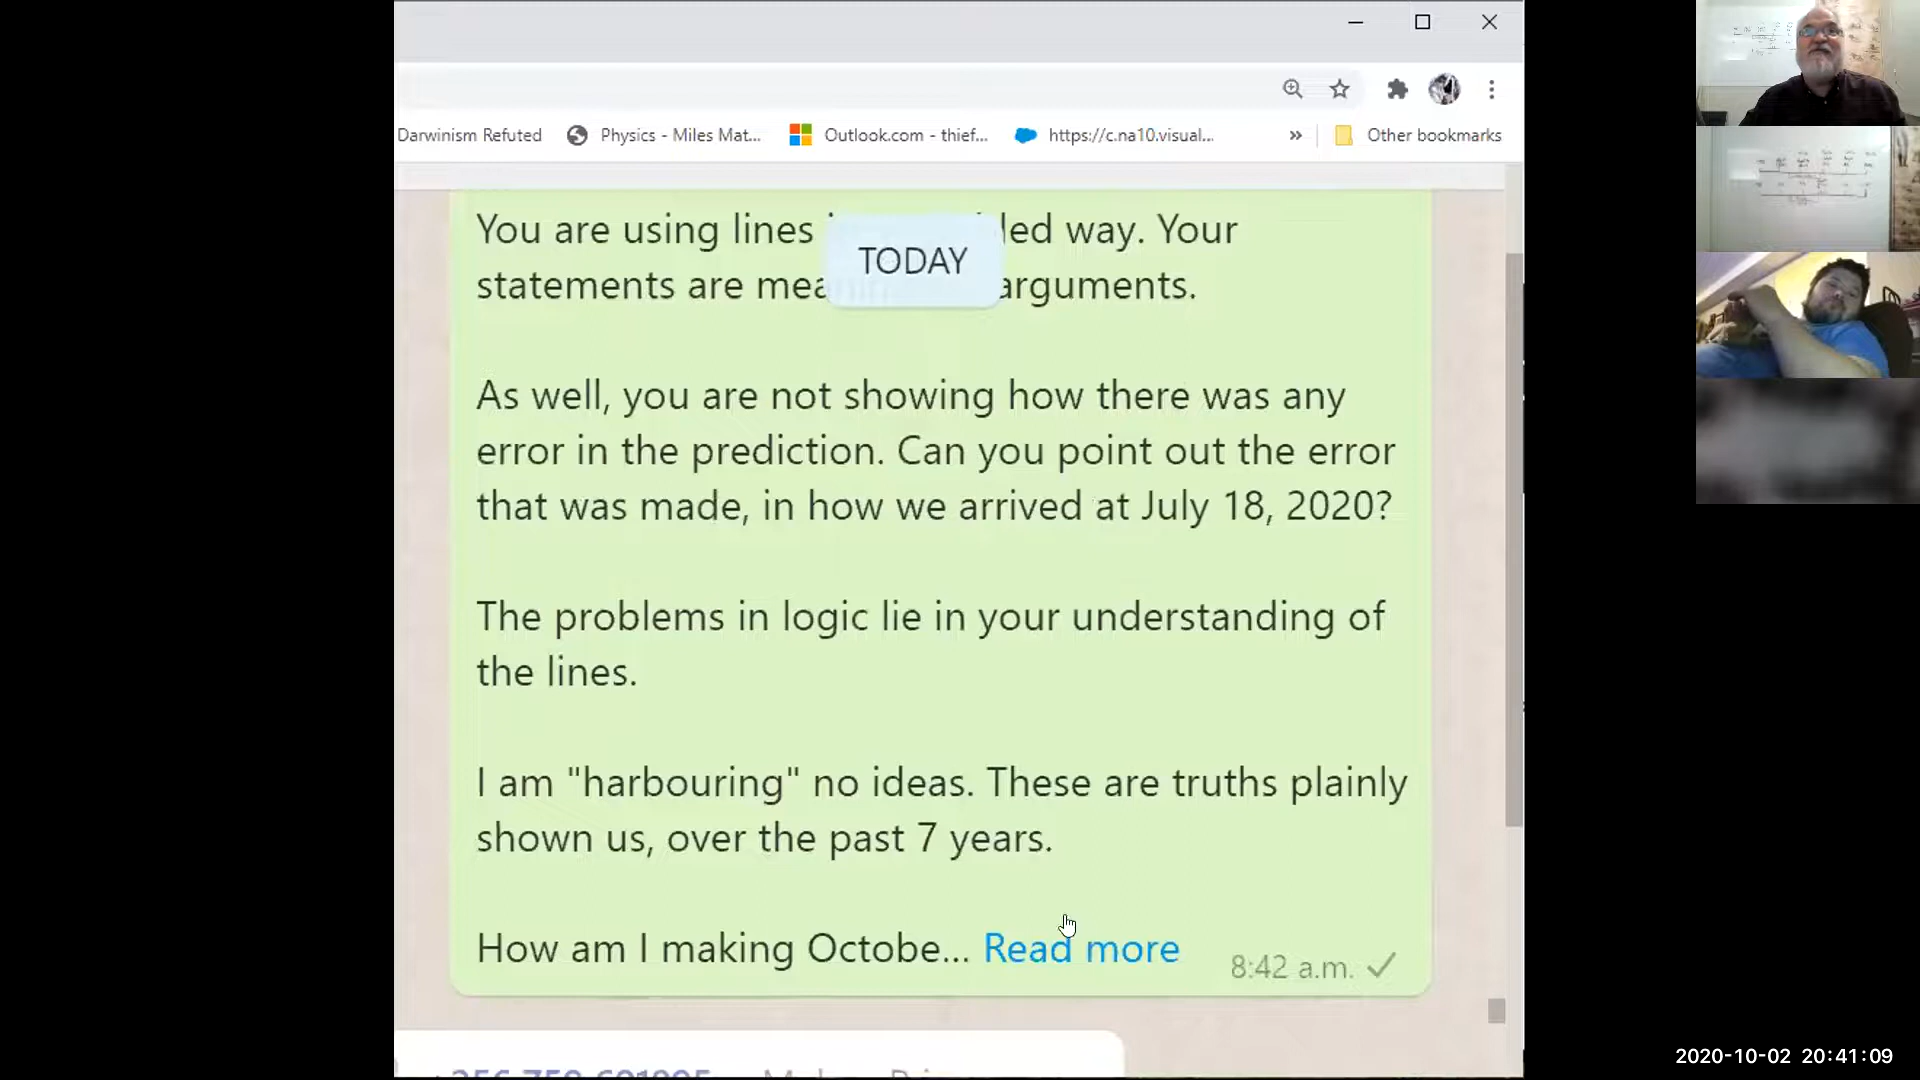 Darwinism Refuted Physics - Miles Mat... Outlook.com - thief... https://c.na10.visual... » Other bookmarks
You are using lines led way. Your
TODAY
statements are mea arguments.
As well, you are not showing how there was any
error in the prediction. Can you point out the error
that was made, in how we arrived at July 18, 2020?
The problems in logic lie in your understanding of
the lines.
I am "harbouring" no ideas. These are truths plainly
shown us, over the past 7 years.
How am I making Octobe... Read more
8:42 a.m.
2020-10-02 20:41:09